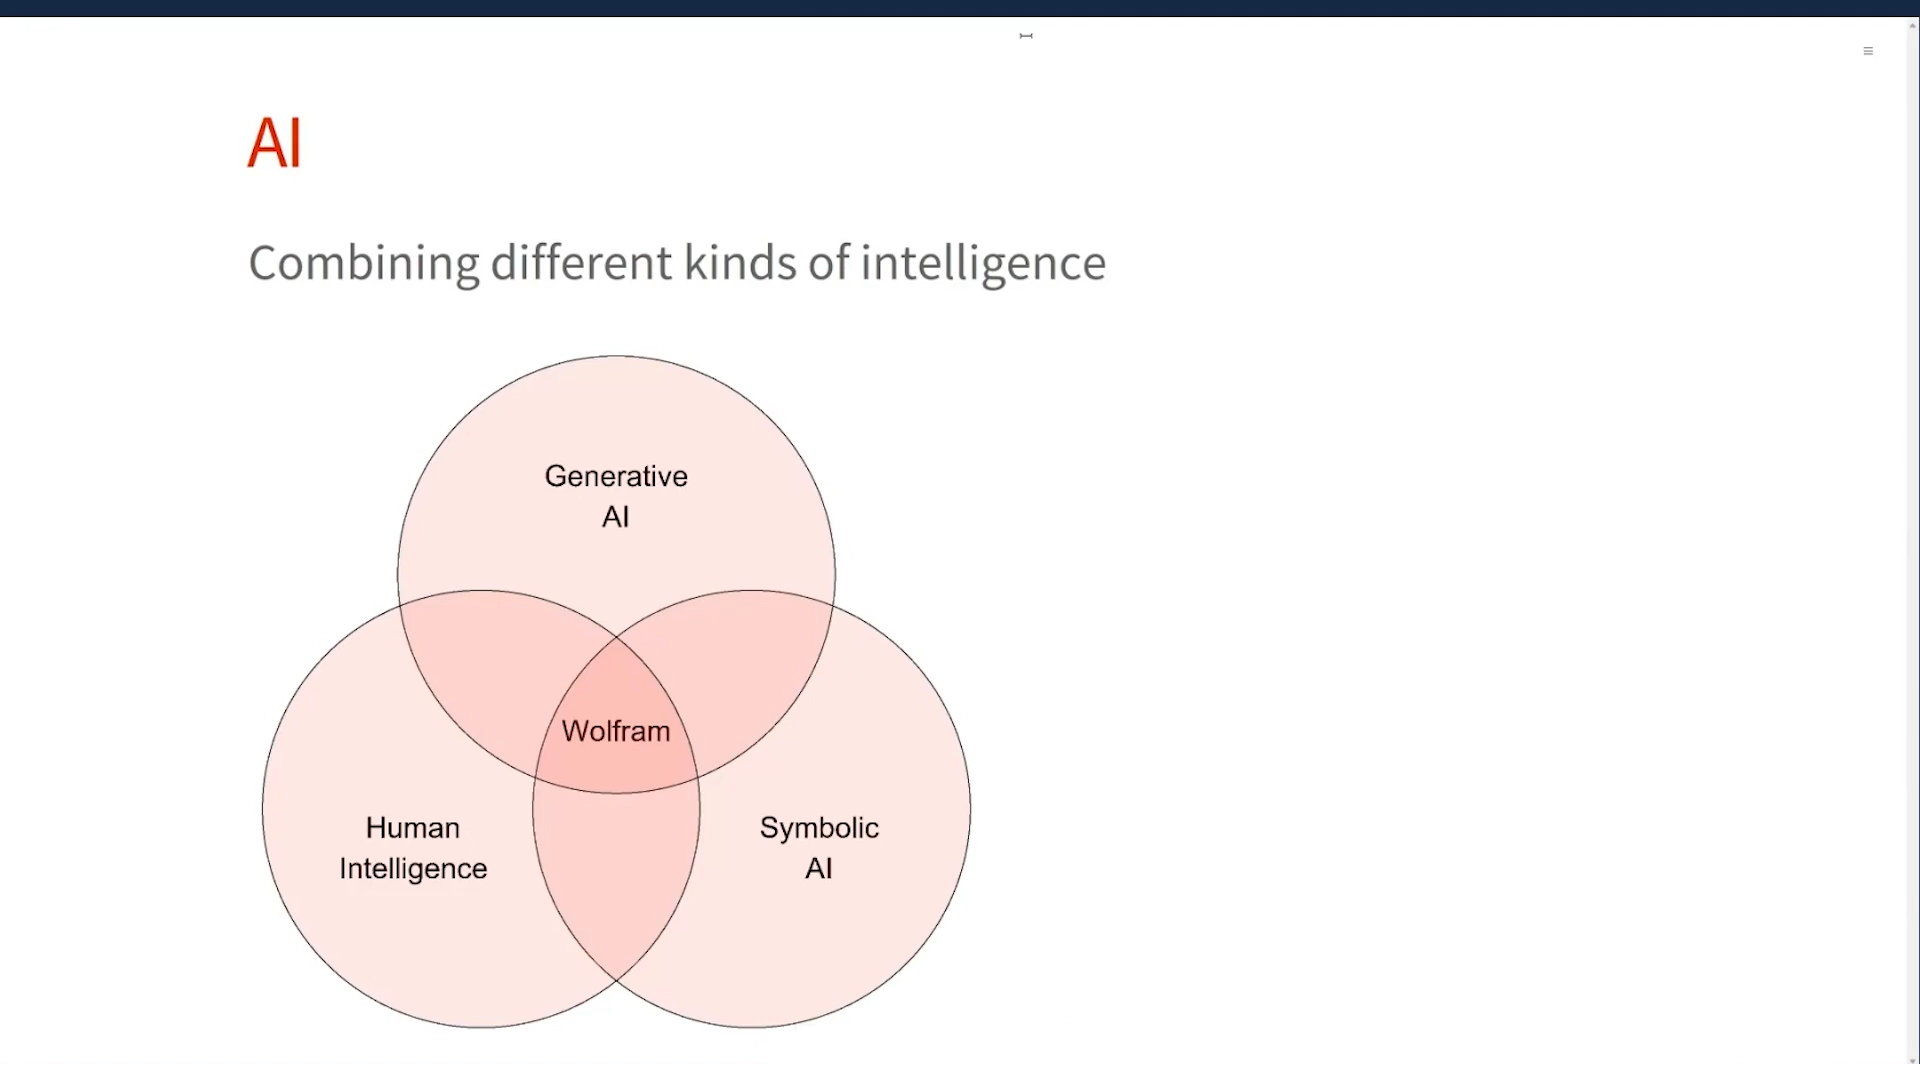 AI
Combining different kinds of intelligence
Generative
AI
Wolfram
Human
Intelligence
Symbolic
AI